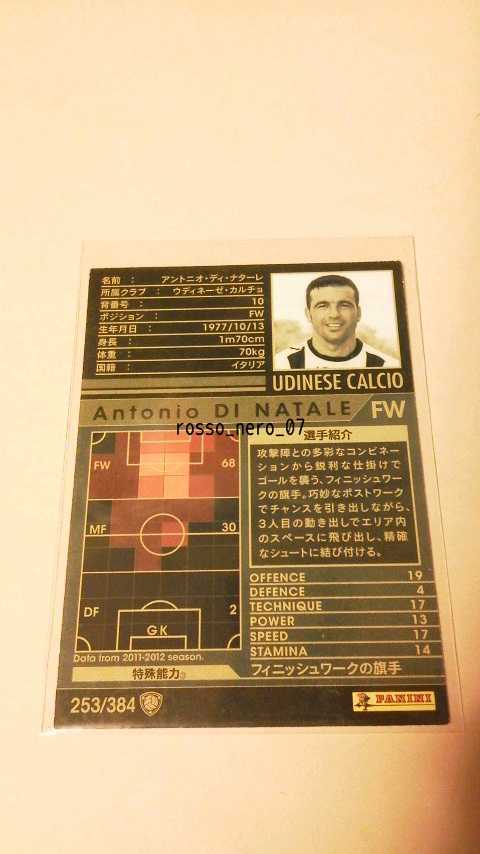 名前 : アントニオ・ディ・ナターレ
所属クラブ : ウディネーゼ・カルチョ
背番号 : 10
ポジション : FW
生年月日 : 1977/10/13
身長 : 1m70cm
体重 : 70kg
国籍 : イタリア
UDINESE CALCIO
Antonio DI NATALE FW
rosso_nero_07
FW 68
MF 30
DF 2
GK
Data from 2011-2012 season.
選手紹介
攻撃陣との多彩なコンビネ
ーションから鋭利な仕掛けで
ゴールを襲う、フィニッシュワー
クの旗手。巧妙なポストワーク
でチャンスを引き出しながら、
3人目の動き出しでエリア内
のスペースに飛び出し、精確
なシュートに結び付ける。
OFFENCE 19
DEFENCE 4
TECHNIQUE 17
POWER 13
SPEED 17
STAMINA 14
特殊能力 フィニッシュワークの旗手
253/384
PANINI